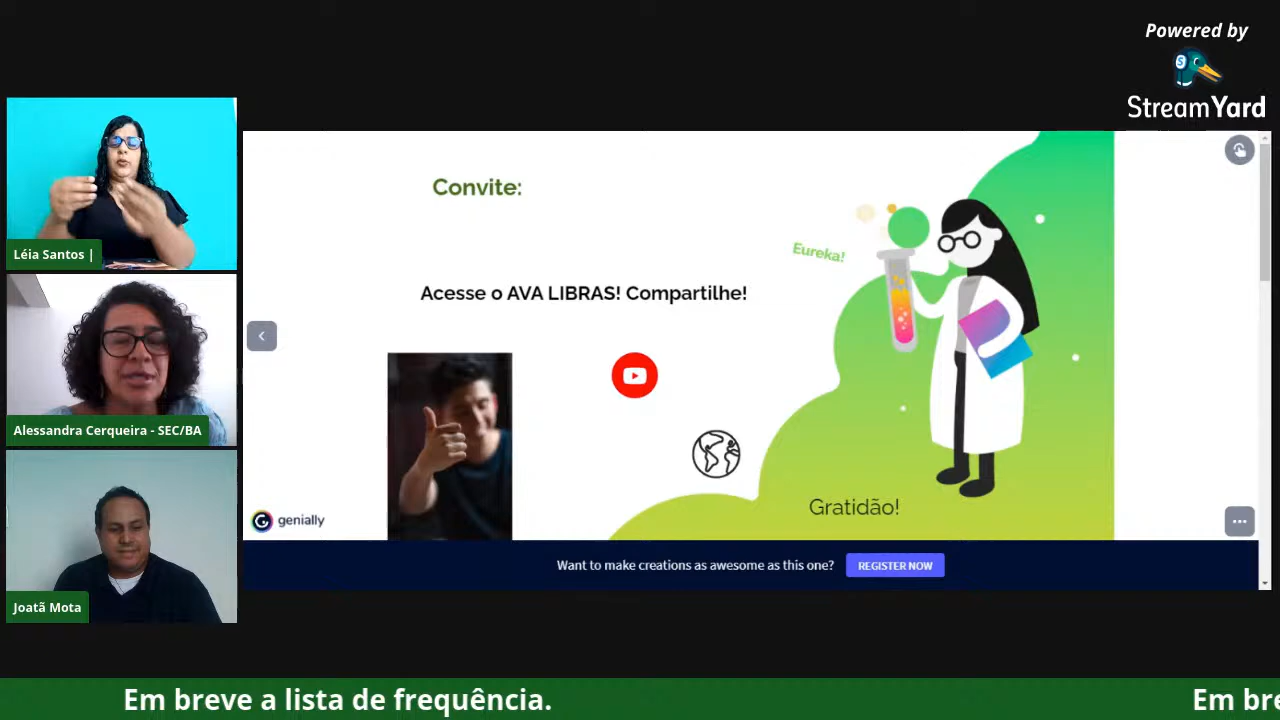 Powered by
StreamYard
Léia Santos |
Alessandra Cerqueira - SEC/BA
Joatã Mota
Convite:
Eureka!
Acesse o AVA LIBRAS! Compartilhe!
Gratidão!
genially
Want to make creations as awesome as this one?
REGISTER NOW
Em breve a lista de frequência.
Em bre